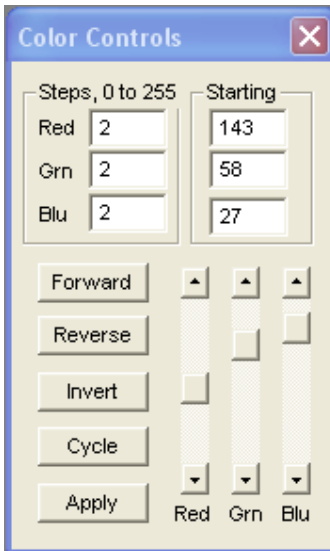 Color Controls
Steps, 0 to 255 Starting
Red 2 143
Grn 2 58
Blu 2 27
Forward
Reverse
Invert
Cycle
Apply
Red Grn Blu